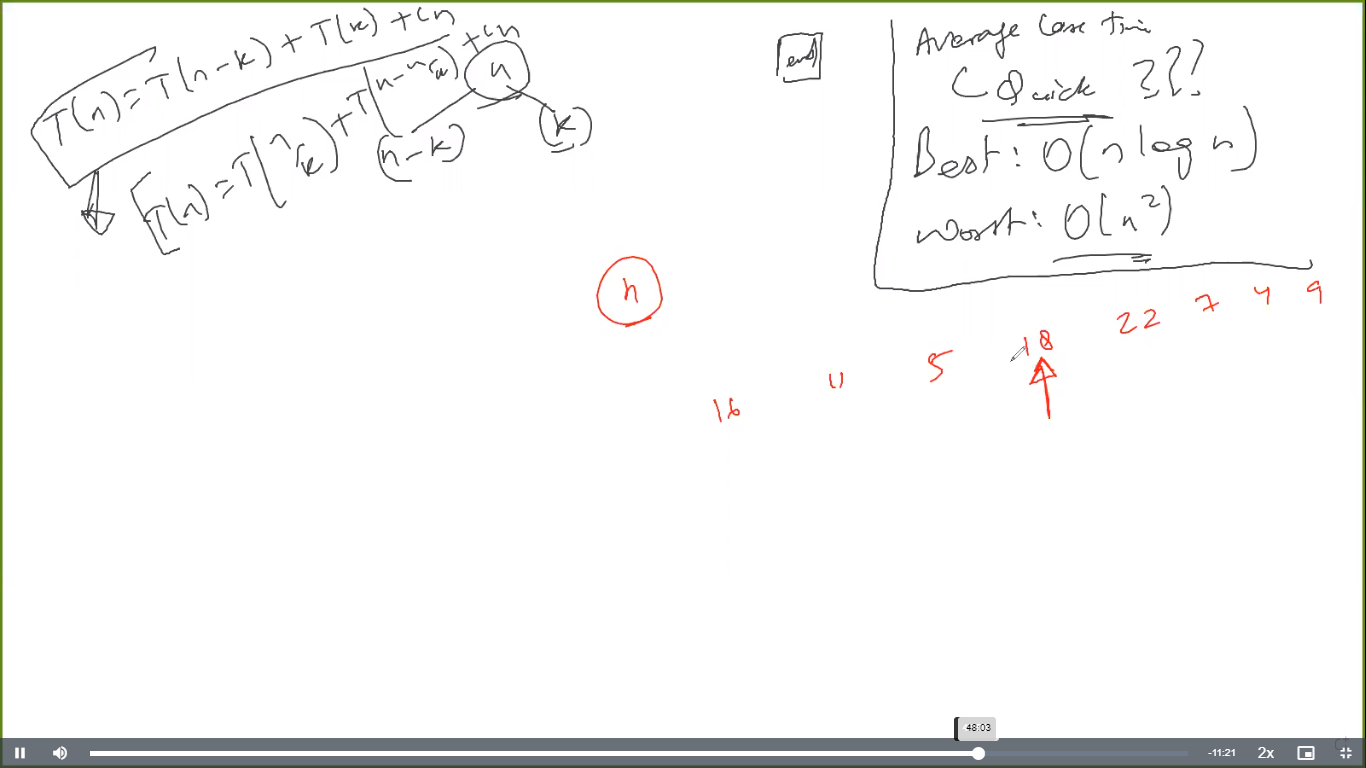 T(n) = T(n-k) + T(k) + cn
T(n) = T(n/k) + T(n-n/k) + cn
n
(n-k)
(k)
end
Average Case Time
Quick ???
Best: O(n log n)
Worst: O(n²)
n
16 11 5 18 22 7 4 9
48:03
-11:21
2x